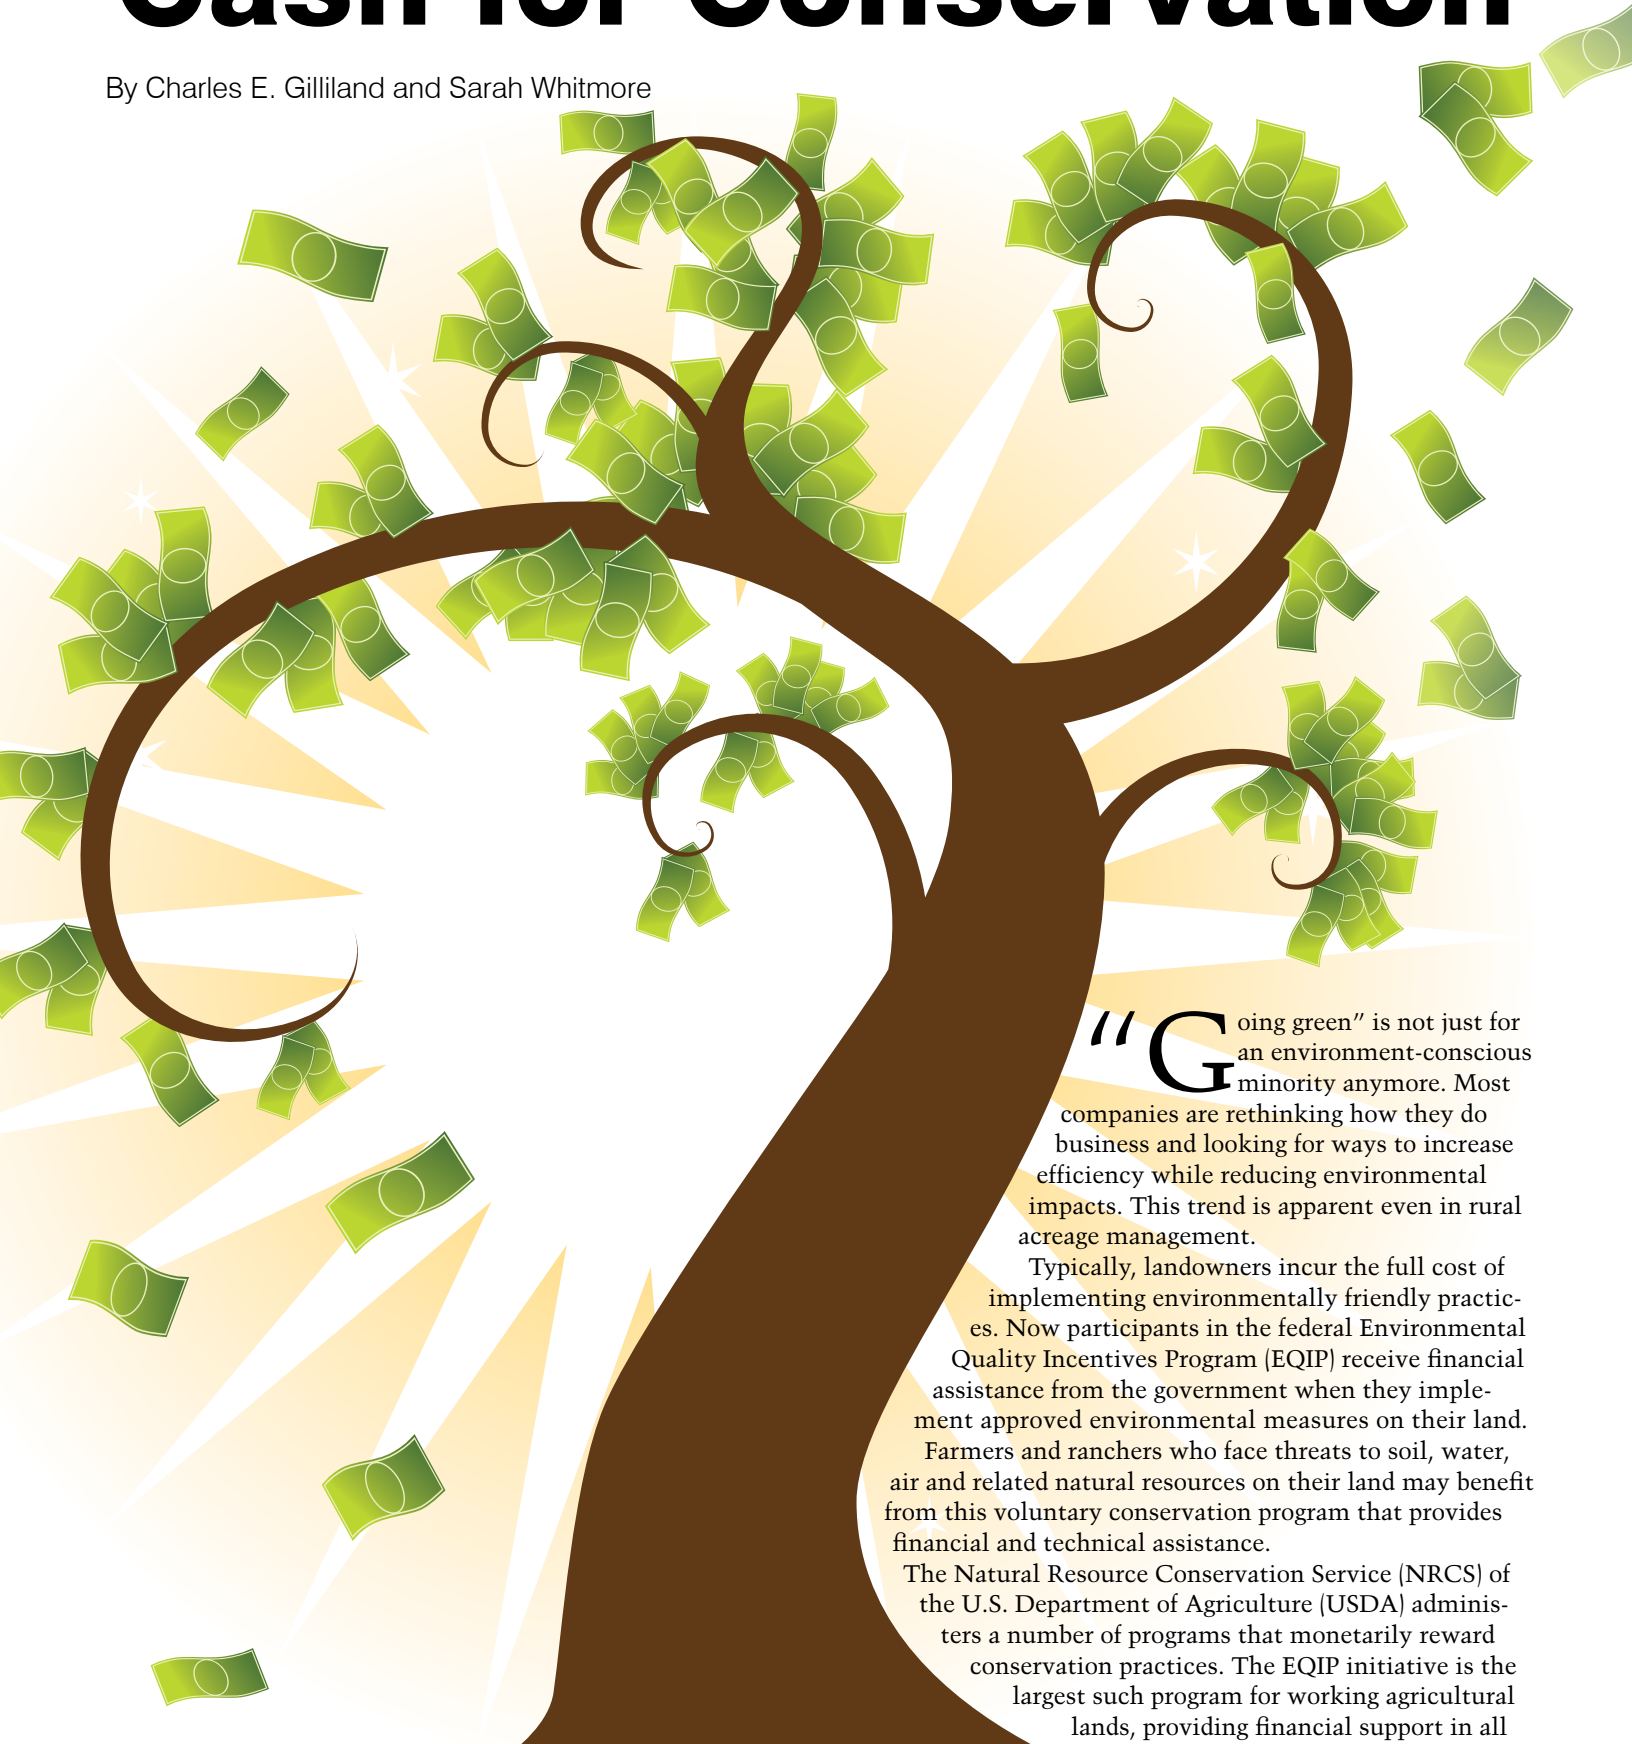 Cash for Conservation
By Charles E. Gilliland and Sarah Whitmore
“Going green” is not just for
an environment-conscious
minority anymore. Most
companies are rethinking how they do
business and looking for ways to increase
efficiency while reducing environmental
impacts. This trend is apparent even in rural
acreage management.
Typically, landowners incur the full cost of
implementing environmentally friendly practic-
es. Now participants in the federal Environmental
Quality Incentives Program (EQIP) receive financial
assistance from the government when they imple-
ment approved environmental measures on their land.
Farmers and ranchers who face threats to soil, water,
air and related natural resources on their land may benefit
from this voluntary conservation program that provides
financial and technical assistance.
The Natural Resource Conservation Service (NRCS) of
the U.S. Department of Agriculture (USDA) adminis-
ters a number of programs that monetarily reward
conservation practices. The EQIP initiative is the
largest such program for working agricultural
lands, providing financial support in all